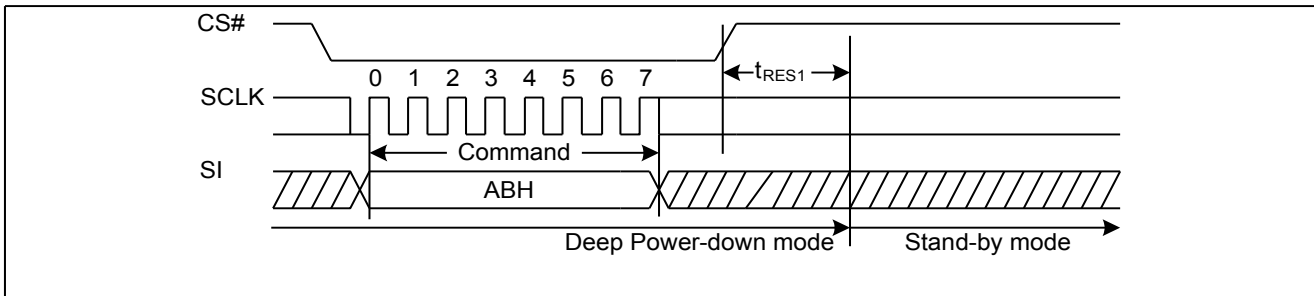 CS#
tRES1
0 1 2 3 4 5 6 7
SCLK
Command
SI
ABH
Deep Power-down mode Stand-by mode